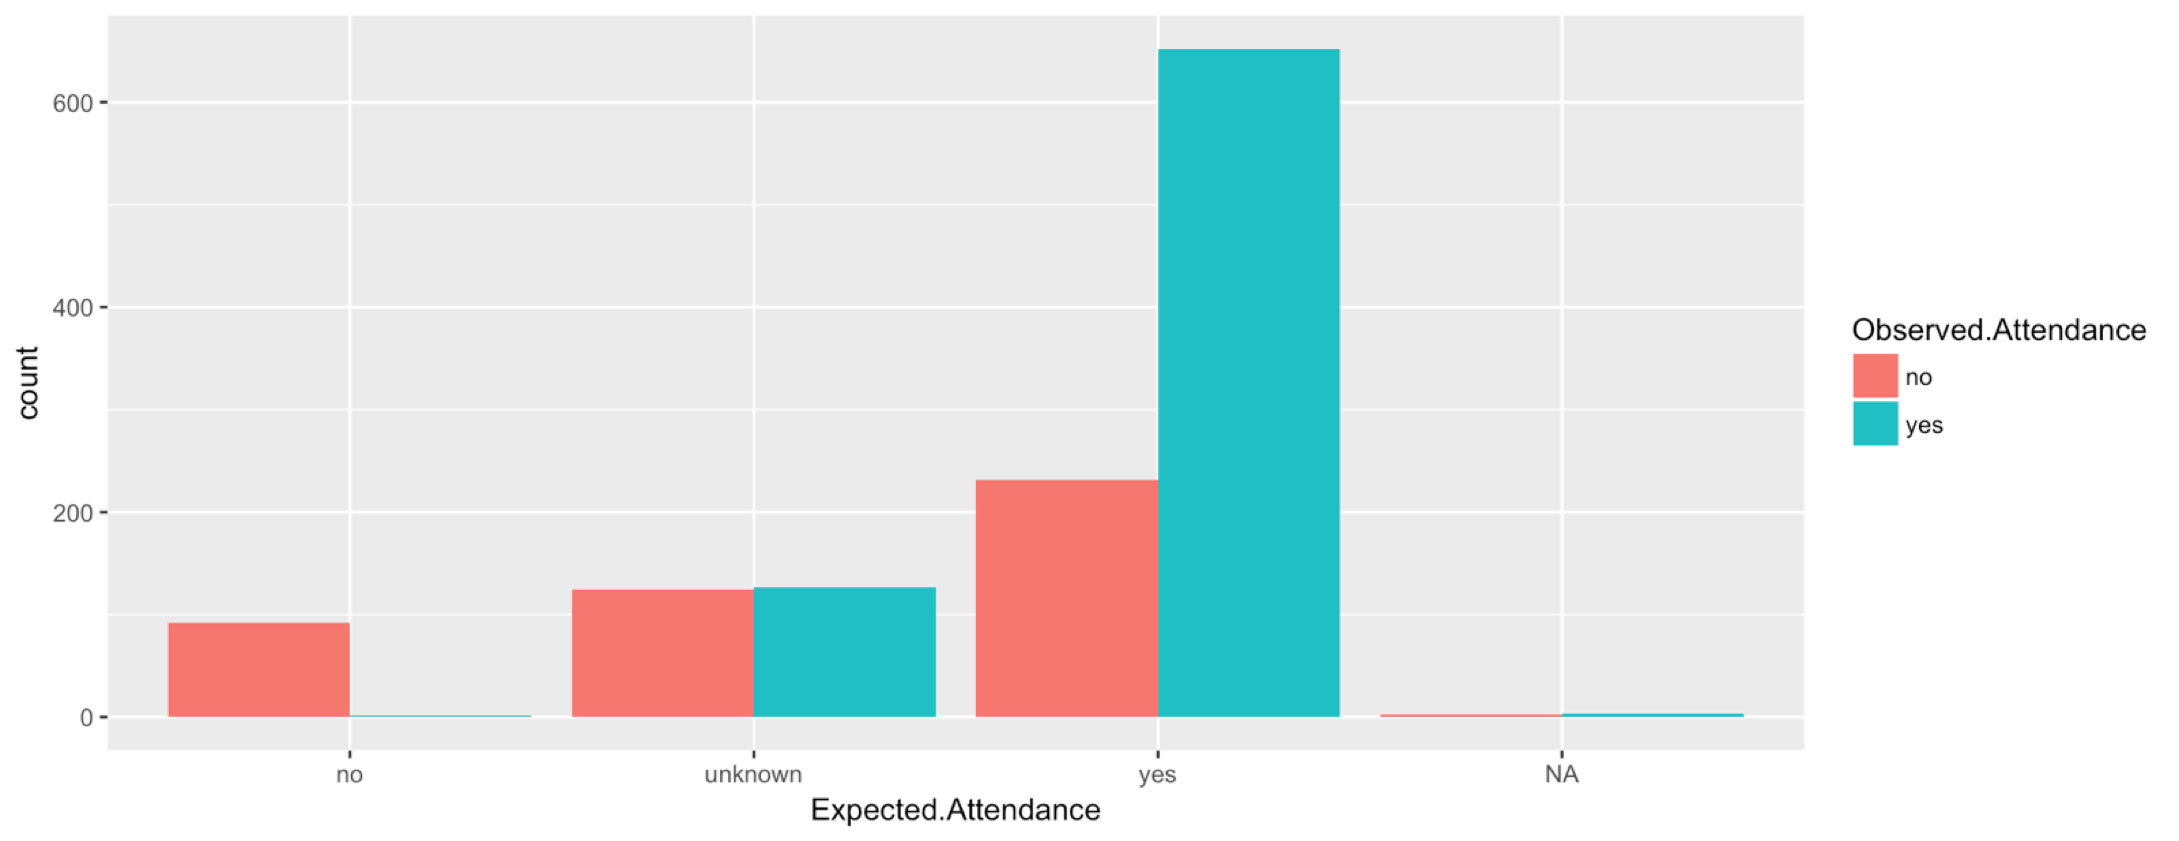 600
400
200
0
count
no
unknown
yes
NA
Expected.Attendance
Observed.Attendance
no
yes